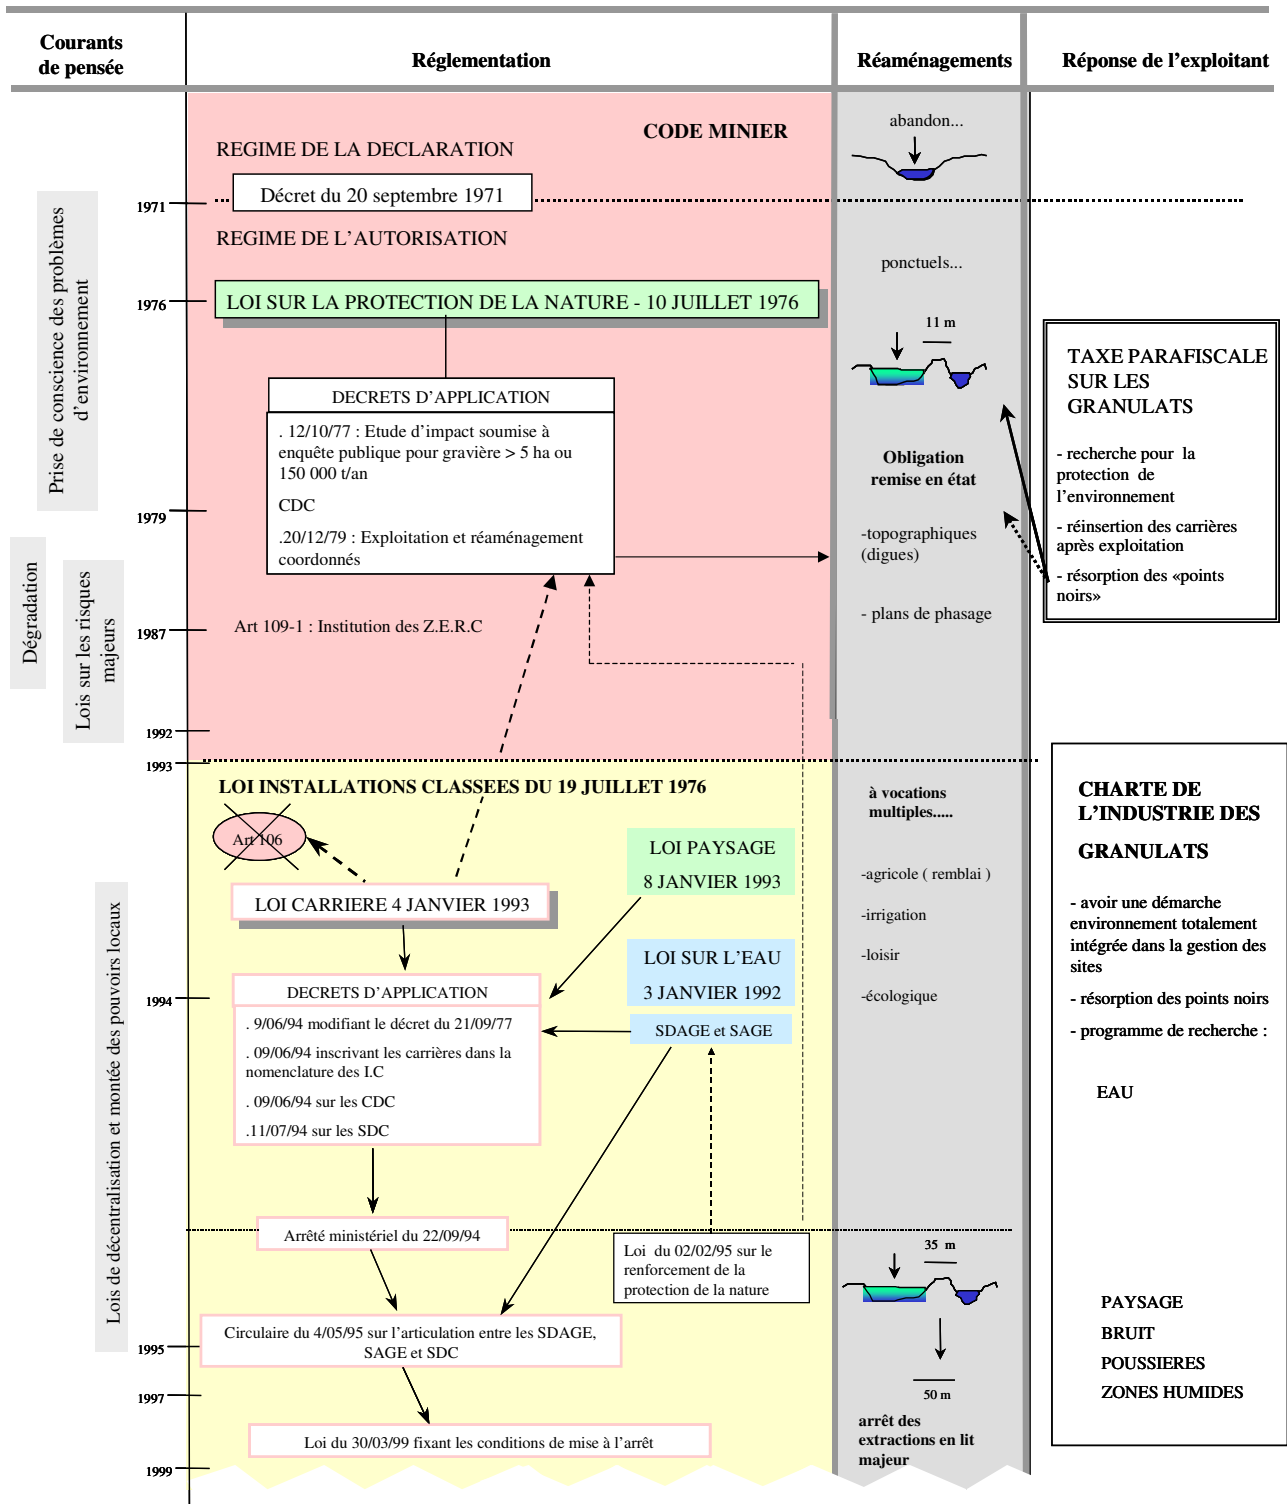 Courants
de pensée
Réglementation
Réaménagements
Réponse de l'exploitant
CODE MINIER
REGIME DE LA DECLARATION
Décret du 20 septembre 1971
REGIME DE L'AUTORISATION
LOI SUR LA PROTECTION DE LA NATURE - 10 JUILLET 1976
DECRETS D'APPLICATION
. 12/10/77 : Etude d'impact soumise à
enquête publique pour gravière > 5 ha ou
150 000 t/an
CDC
.20/12/79 : Exploitation et réaménagement
coordonnés
Art 109-1 : Institution des Z.E.R.C
1971
1976
1979
1987
1992
1993
1994
1995
1997
1999
Prise de conscience des problèmes
d'environnement
Dégradation
Lois sur les risques
majeurs
Lois de décentralisation et montée des pouvoirs locaux
LOI INSTALLATIONS CLASSEES DU 19 JUILLET 1976
Art 106
LOI CARRIERE 4 JANVIER 1993
LOI PAYSAGE
8 JANVIER 1993
LOI SUR L'EAU
3 JANVIER 1992
SDAGE et SAGE
DECRETS D'APPLICATION
. 9/06/94 modifiant le décret du 21/09/77
. 09/06/94 inscrivant les carrières dans la
nomenclature des I.C
. 09/06/94 sur les CDC
.11/07/94 sur les SDC
Arrêté ministériel du 22/09/94
Loi du 02/02/95 sur le
renforcement de la
protection de la nature
Circulaire du 4/05/95 sur l'articulation entre les SDAGE,
SAGE et SDC
Loi du 30/03/99 fixant les conditions de mise à l'arrêt
abandon...
ponctuels...
11 m
Obligation
remise en état
-topographiques
(digues)
- plans de phasage
à vocations
multiples.....
-agricole ( remblai )
-irrigation
-loisir
-écologique
35 m
50 m
arrêt des
extractions en lit
majeur
TAXE PARAFISCALE
SUR LES
GRANULATS
- recherche pour la
protection de
l'environnement
- réinsertion des carrières
après exploitation
- résorption des «points
noirs»
CHARTE DE
L'INDUSTRIE DES
GRANULATS
- avoir une démarche
environnement totalement
intégrée dans la gestion des
sites
- résorption des points noirs
- programme de recherche :
EAU
PAYSAGE
BRUIT
POUSSIERES
ZONES HUMIDES